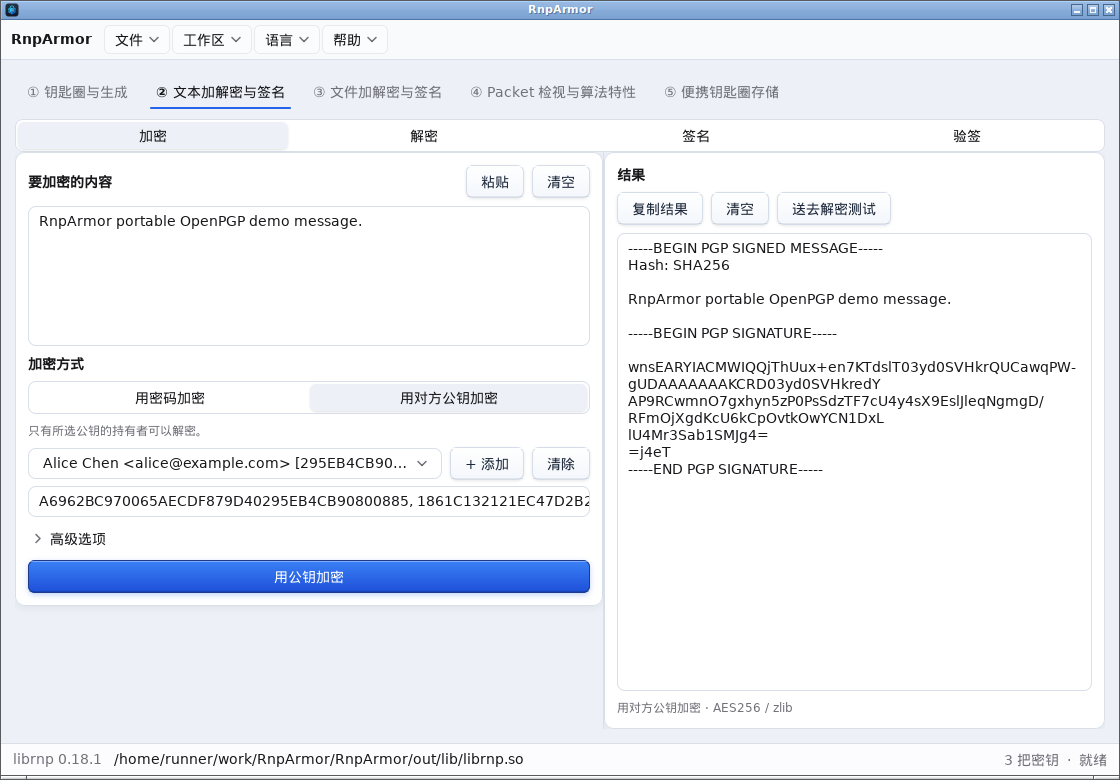 RnpArmor
RnpArmor 文件 工作区 语言 帮助
① 钥匙圈与生成 ② 文本加解密与签名 ③ 文件加解密与签名 ④ Packet 检视与算法特性 ⑤ 便携钥匙圈存储
加密 解密 签名 验签
要加密的内容 粘贴 清空
RnpArmor portable OpenPGP demo message.
加密方式
用密码加密 用对方公钥加密
只有所选公钥的持有者可以解密。
Alice Chen <alice@example.com> [295EB4CB90... + 添加 清除
A6962BC970065AECDF879D40295EB4CB90800885, 1861C132121EC47D2B2
高级选项
用公钥加密
结果
复制结果 清空 送去解密测试
-----BEGIN PGP SIGNED MESSAGE-----
Hash: SHA256
RnpArmor portable OpenPGP demo message.
-----BEGIN PGP SIGNATURE-----
wnsEARYIACMWIQQjThUux+en7KTdslT03yd0SVHkrQUCawqPW-
gUDAAAAAAAKCRD03yd0SVHkredY
AP9RCwmnO7gxhyn5zP0PsSdzTF7cU4y4sX9EslJleqNgmgD/
RFmOjXgdKcU6kCpOvtkOwYCN1DxL
lU4Mr3Sab1SMJg4=
=j4eT
-----END PGP SIGNATURE-----
用对方公钥加密 · AES256 / zlib
librnp 0.18.1 /home/runner/work/RnpArmor/RnpArmor/out/lib/librnp.so 3 把密钥 · 就绪